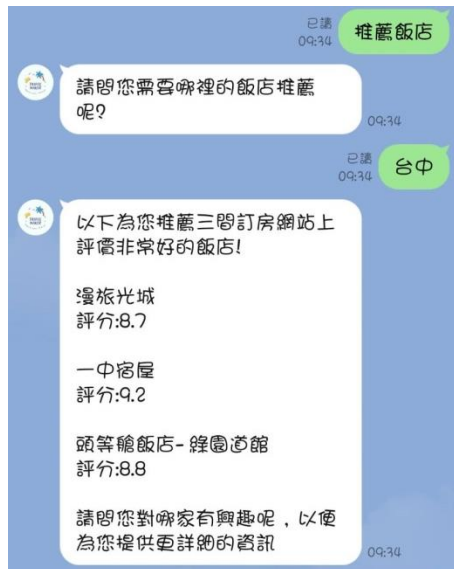 已讀
09:34
推薦飯店
請問您需要哪裡的飯店推薦
呢?
09:34
已讀
09:34
台中
以下為您推薦三間訂房網站上
評價非常好的飯店!
漫旅光城
評分:8.7
一中宿屋
評分:9.2
頭等艙飯店-綠園道館
評分:8.8
請問您對哪家有興趣呢，以便
為您提供更詳細的資訊
09:34